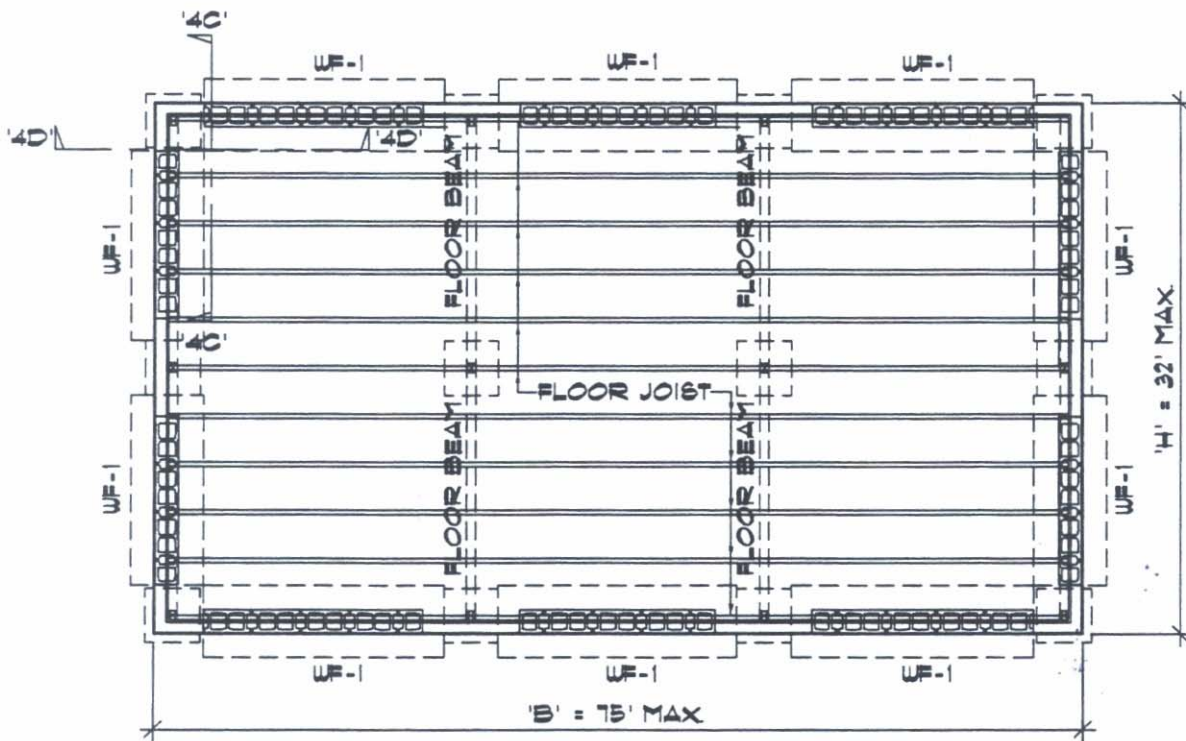 '4C'
WF-1
WF-1
WF-1
'4D'
'4D'
FLOOR BEAM
FLOOR BEAM
WF-1
WF-1
'4C'
'H' = 32' MAX.
FLOOR JOIST
FLOOR BEAM
FLOOR BEAM
WF-1
WF-1
WF-1
WF-1
WF-1
'B' = 75' MAX.